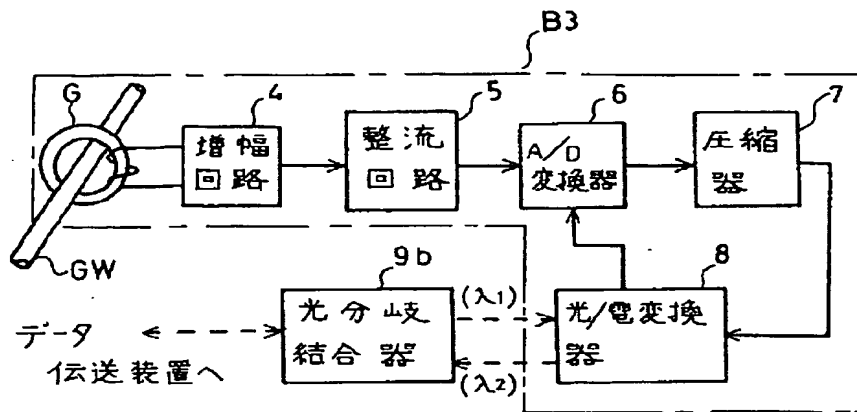 B3
G
4
5
6
7
増幅
回路
整流
回路
A/D
変換器
圧縮
器
GW
9b
8
光分岐
結合器
(λ1)
(λ2)
光/電変換
器
データ
伝送装置へ